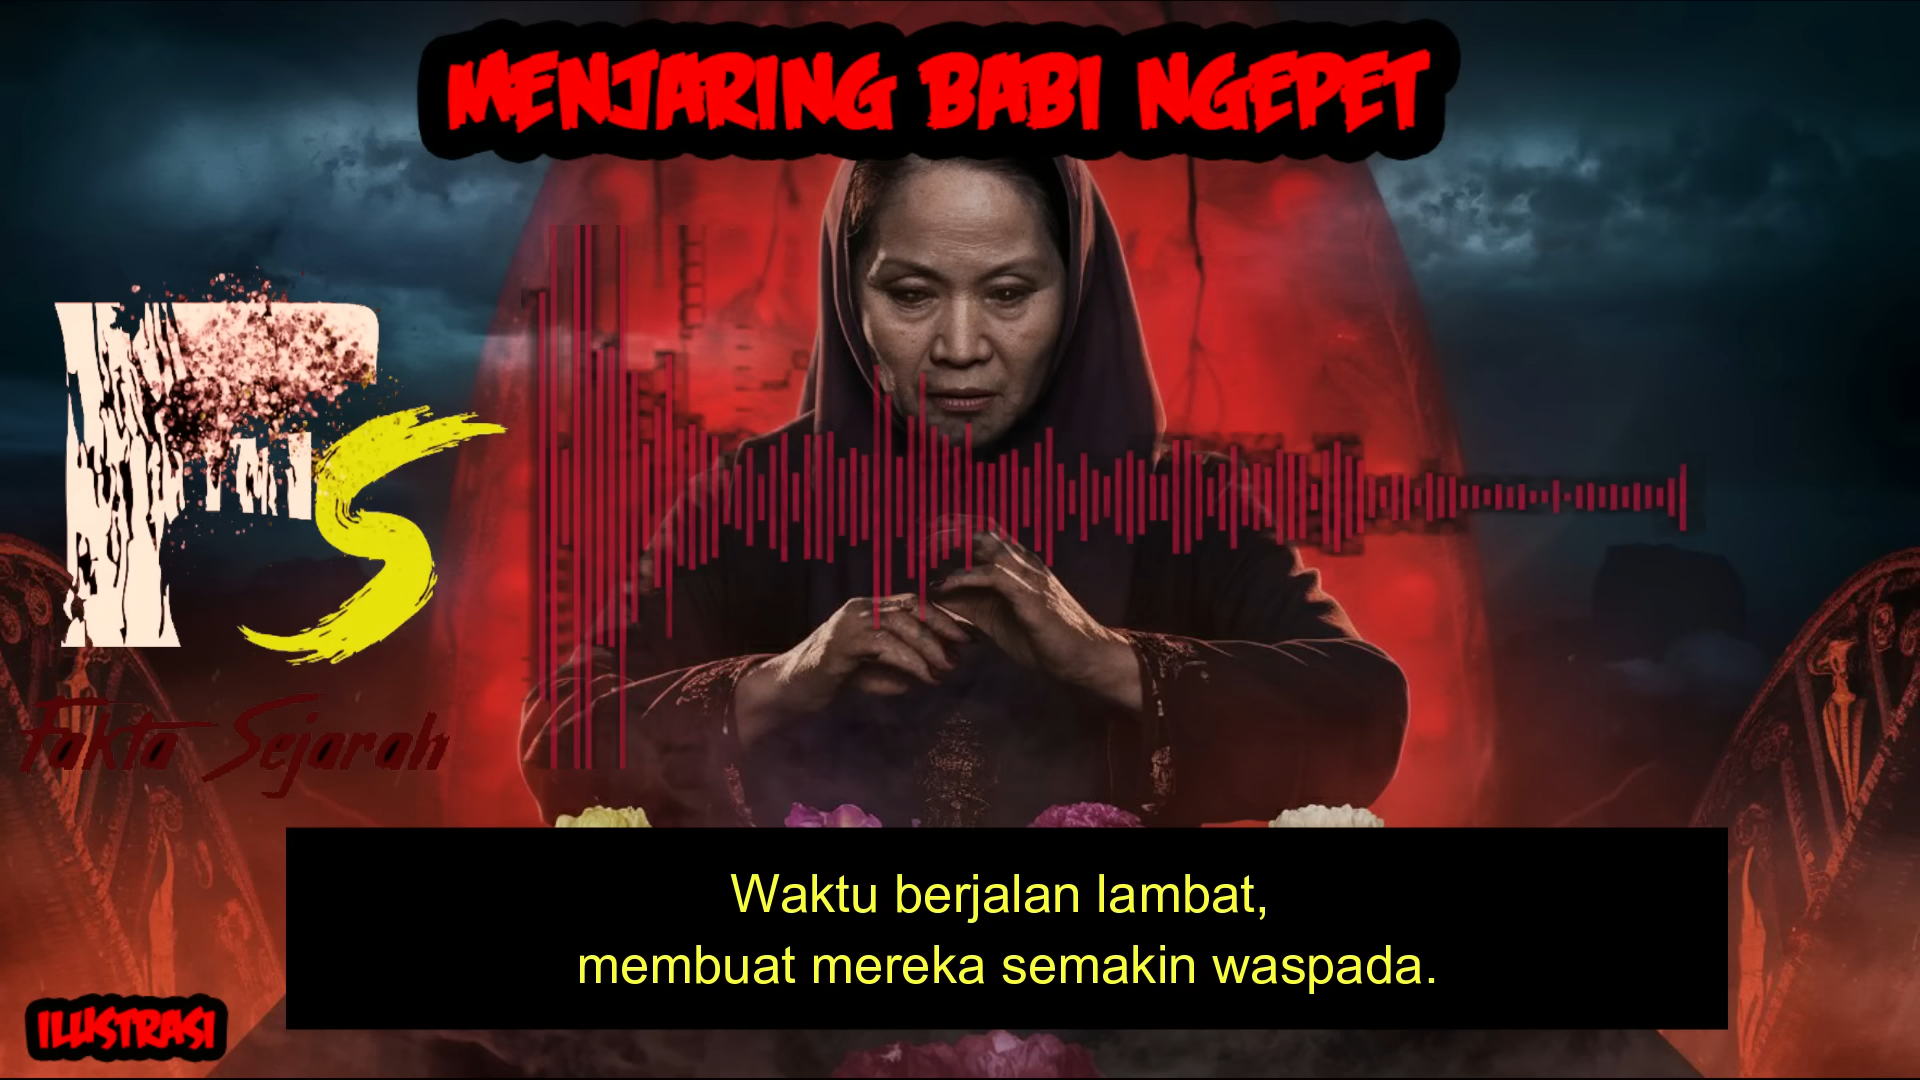 MENJARING BABI NGEPET
FS
Fakta Sejarah
Waktu berjalan lambat,
membuat mereka semakin waspada.
ILUSTRASI